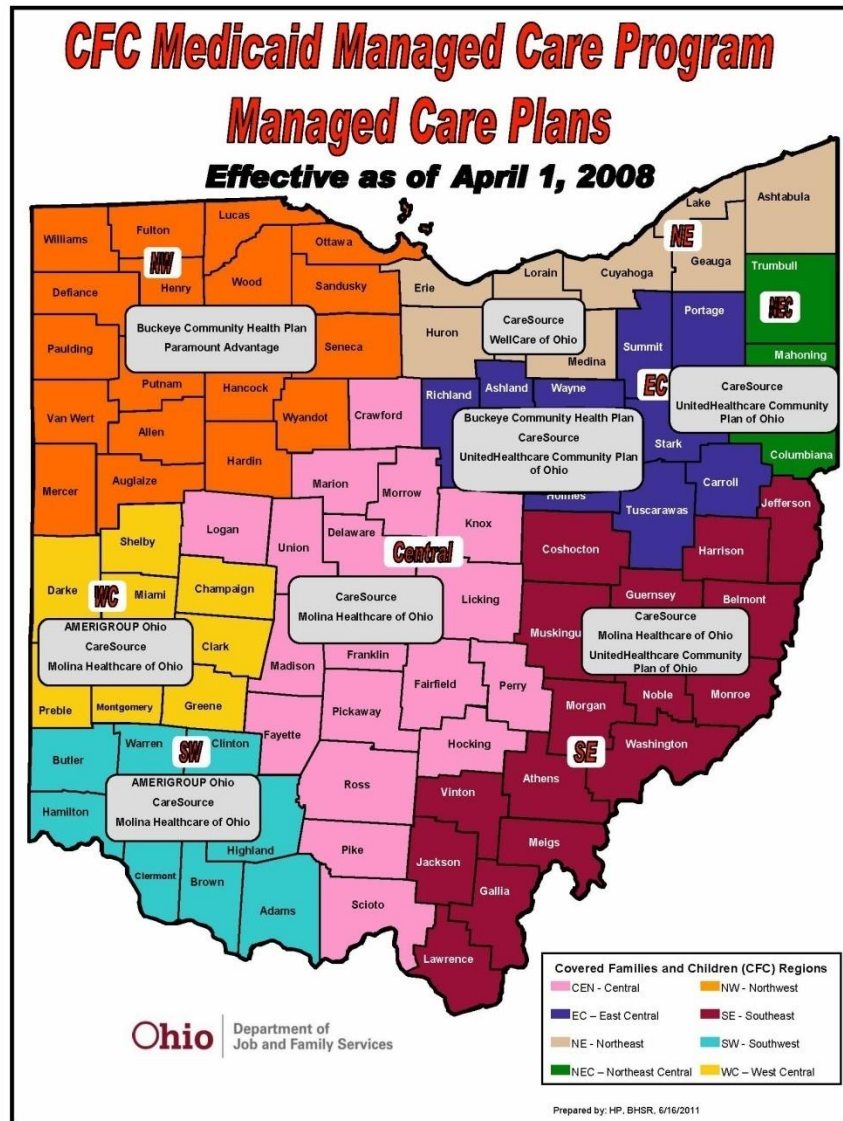 CFC Medicaid Managed Care Program
Managed Care Plans
Effective as of April 1, 2008
Williams
Fulton
Lucas
Ottawa
NW
Defiance
Henry
Wood
Sandusky
Buckeye Community Health Plan
Paramount Advantage
Paulding
Seneca
Putnam
Hancock
Van Wert
Allen
Wyandot
Crawford
Mercer
Auglaize
Hardin
Lake
Ashtabula
NE
Geauga
Cuyahoga
Lorain
Erie
Huron
Medina
CareSource
WellCare of Ohio
Trumbull
NEC
Mahoning
CareSource
UnitedHealthcare Community
Plan of Ohio
Columbiana
Portage
Summit
EC
Richland
Ashland
Wayne
Buckeye Community Health Plan
CareSource
UnitedHealthcare Community Plan
of Ohio
Stark
Holmes
Carroll
Tuscarawas
Marion
Morrow
Logan
Union
Delaware
Knox
Central
CareSource
Molina Healthcare of Ohio
Licking
Franklin
Madison
Fairfield
Perry
Pickaway
Fayette
Hocking
Ross
Pike
Scioto
Jefferson
Coshocton
Harrison
Guernsey
Belmont
CareSource
Molina Healthcare of Ohio
UnitedHealthcare Community
Plan of Ohio
Muskingu
Noble
Monroe
Morgan
Washington
SE
Athens
Vinton
Meigs
Jackson
Gallia
Lawrence
Shelby
Darke
Miami
Champaign
WC
AMERIGROUP Ohio
CareSource
Molina Healthcare of Ohio
Clark
Preble
Montgomery
Greene
Butler
Warren
Clinton
SW
AMERIGROUP Ohio
CareSource
Molina Healthcare of Ohio
Hamilton
Highland
Clermont
Brown
Adams
Covered Families and Children (CFC) Regions
CEN - Central
NW - Northwest
EC – East Central
SE - Southeast
NE - Northeast
SW - Southwest
NEC – Northeast Central
WC – West Central
Ohio
Department of
Job and Family Services
Prepared by: HP, BHSR, 6/16/2011